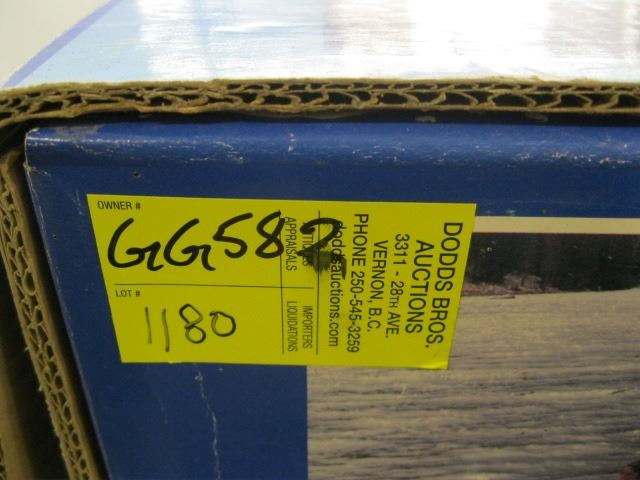 OWNER #
GG582
LOT #
1180
AUCTIONS
APPRAISALS
IMPORTERS
LIQUIDATIONS
DODDS BROS.
AUCTIONS
3311 - 28TH AVE.
VERNON, B.C.
PHONE 250-545-3259
doddsauctions.com